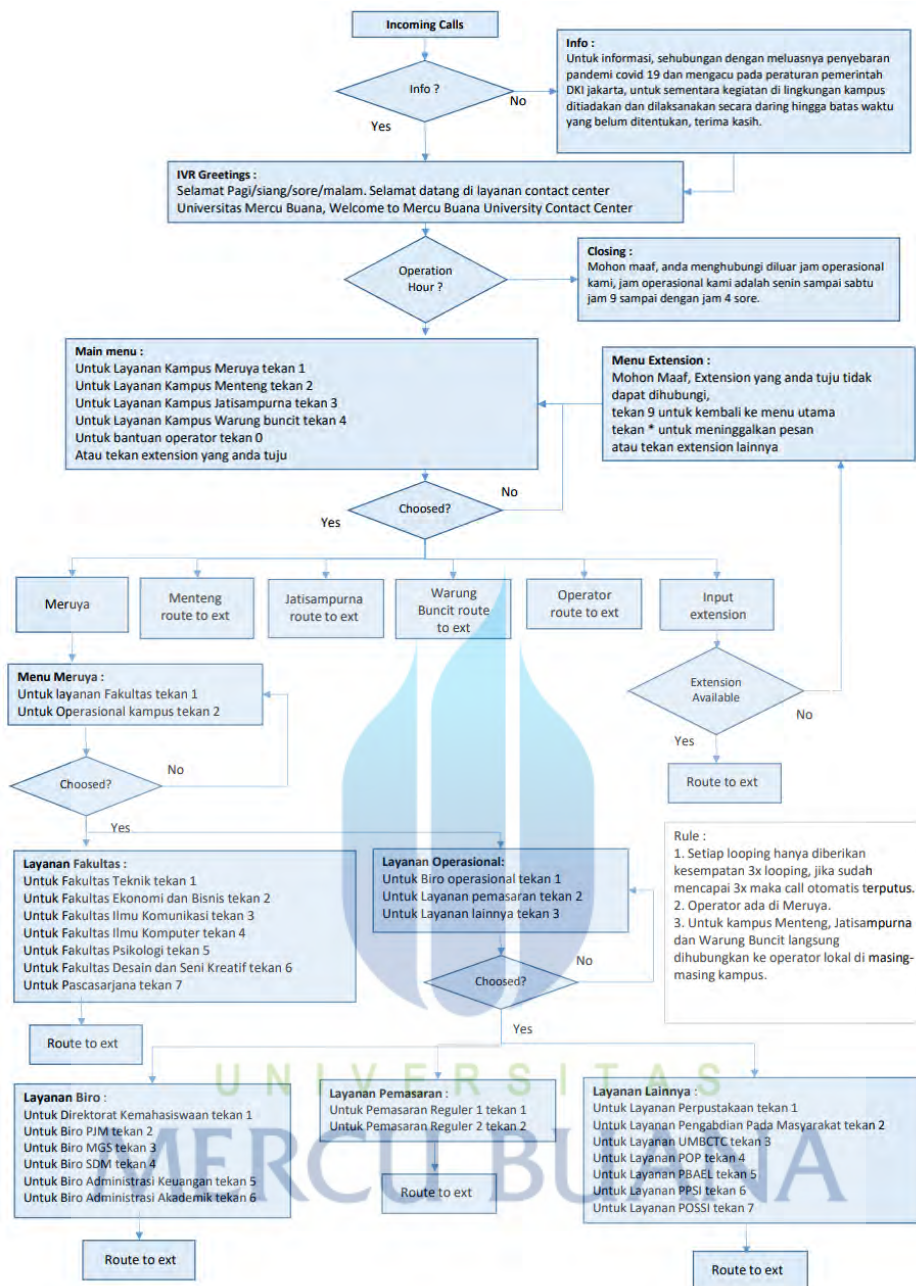 Incoming Calls
Info ?
No
Yes
Info :
Untuk informasi, sehubungan dengan meluasnya penyebaran
pandemi covid 19 dan mengacu pada peraturan pemerintah
DKI jakarta, untuk sementara kegiatan di lingkungan kampus
ditiadakan dan dilaksanakan secara daring hingga batas waktu
yang belum ditentukan, terima kasih.
IVR Greetings :
Selamat Pagi/siang/sore/malam. Selamat datang di layanan contact center
Universitas Mercu Buana, Welcome to Mercu Buana University Contact Center
Operation
Hour ?
Closing :
Mohon maaf, anda menghubungi diluar jam operasional
kami, jam operasional kami adalah senin sampai sabtu
jam 9 sampai dengan jam 4 sore.
Main menu :
Untuk Layanan Kampus Meruya tekan 1
Untuk Layanan Kampus Menteng tekan 2
Untuk Layanan Kampus Jatisampurna tekan 3
Untuk Layanan Kampus Warung buncit tekan 4
Untuk bantuan operator tekan 0
Atau tekan extension yang anda tuju
Menu Extension :
Mohon Maaf, Extension yang anda tuju tidak
dapat dihubungi,
tekan 9 untuk kembali ke menu utama
tekan * untuk meninggalkan pesan
atau tekan extension lainnya
Choosed?
No
Yes
Meruya
Menteng
route to ext
Jatisampurna
route to ext
Warung
Buncit route
to ext
Operator
route to ext
Input
extension
Menu Meruya :
Untuk layanan Fakultas tekan 1
Untuk Operasional kampus tekan 2
Extension
Available
No
Yes
Route to ext
Choosed?
No
Yes
Layanan Fakultas :
Untuk Fakultas Teknik tekan 1
Untuk Fakultas Ekonomi dan Bisnis tekan 2
Untuk Fakultas Ilmu Komunikasi tekan 3
Untuk Fakultas Ilmu Komputer tekan 4
Untuk Fakultas Psikologi tekan 5
Untuk Fakultas Desain dan Seni Kreatif tekan 6
Untuk Pascasarjana tekan 7
Route to ext
Layanan Operasional:
Untuk Biro operasional tekan 1
Untuk Layanan pemasaran tekan 2
Untuk Layanan lainnya tekan 3
Choosed?
No
Yes
Rule :
1. Setiap looping hanya diberikan
kesempatan 3x looping, jika sudah
mencapai 3x maka call otomatis terputus.
2. Operator ada di Meruya.
3. Untuk kampus Menteng, Jatisampurna
dan Warung Buncit langsung
dihubungkan ke operator lokal di masing-
masing kampus.
UNIVERSITAS
MERCU BUANA
Layanan Biro :
Untuk Direktorat Kemahasiswaan tekan 1
Untuk Biro PJM tekan 2
Untuk Biro MGS tekan 3
Untuk Biro SDM tekan 4
Untuk Biro Administrasi Keuangan tekan 5
Untuk Biro Administrasi Akademik tekan 6
Route to ext
Layanan Pemasaran :
Untuk Pemasaran Reguler 1 tekan 1
Untuk Pemasaran Reguler 2 tekan 2
Route to ext
Layanan Lainnya :
Untuk Layanan Perpustakaan tekan 1
Untuk Layanan Pengabdian Pada Masyarakat tekan 2
Untuk Layanan UMBCTC tekan 3
Untuk Layanan POP tekan 4
Untuk Layanan PBAEL tekan 5
Untuk Layanan PPSI tekan 6
Untuk Layanan POSSI tekan 7
Route to ext